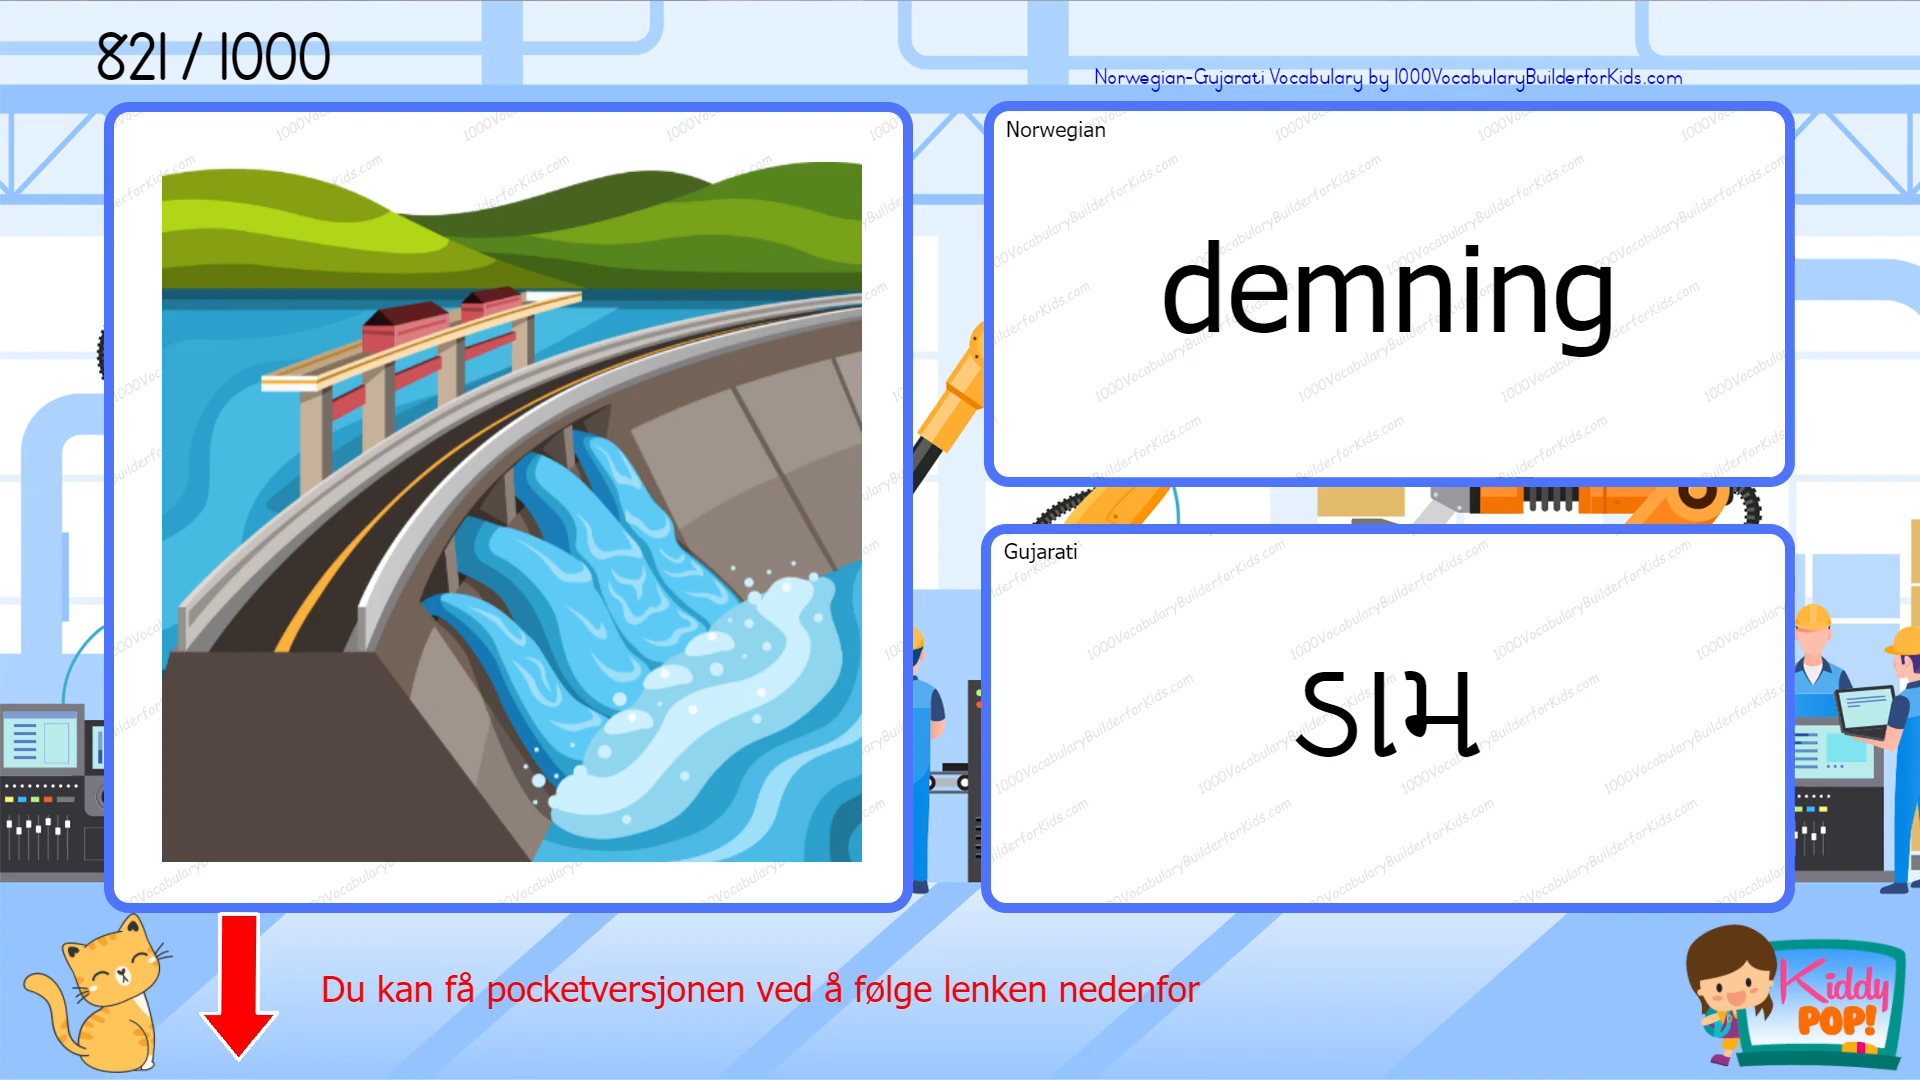 821 / 1000
Norwegian-Gujarati Vocabulary by 1000VocabularyBuilderforKids.com
Norwegian
demning
Gujarati
ડામ
Du kan få pocketversjonen ved å følge lenken nedenfor
Kiddy
POP!